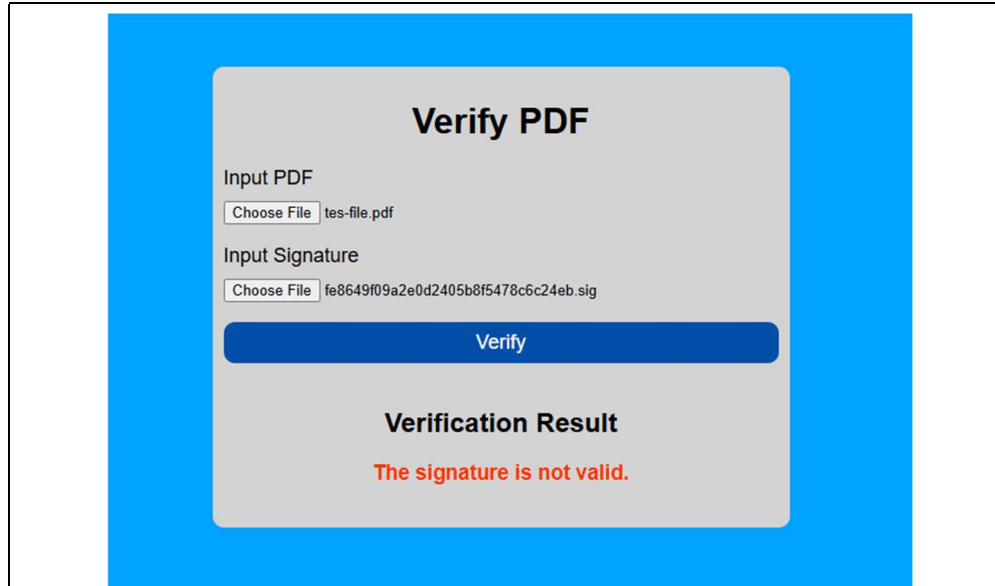 Verify PDF
Input PDF
Choose File tes-file.pdf
Input Signature
Choose File fe8649f09a2e0d2405b8f5478c6c24eb.sig
Verify
Verification Result
The signature is not valid.